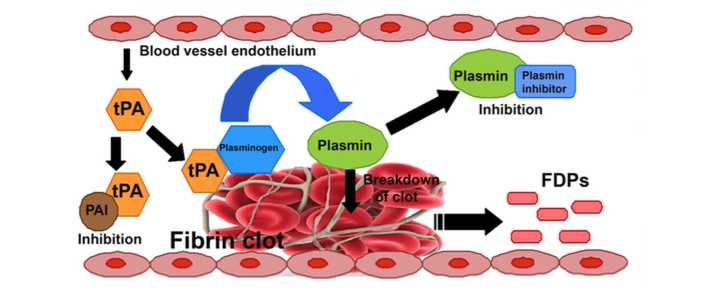 Blood vessel endothelium
tPA
tPA
PAI
Inhibition
tPA
Plasminogen
Plasmin
Breakdown
of clot
Fibrin clot
Plasmin
Plasmin
inhibitor
Inhibition
FDPs